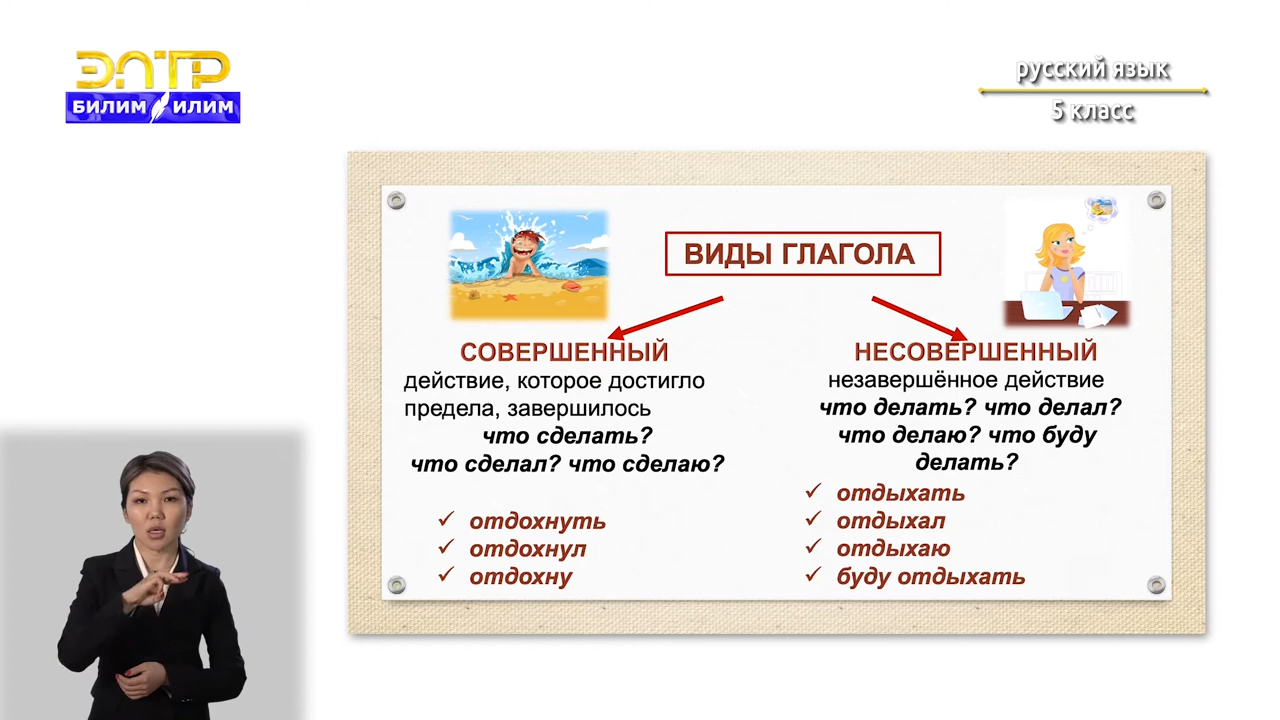 ЭЛТР
БИЛИМ ИЛИМ
русский язык
5 класс
ВИДЫ ГЛАГОЛА
СОВЕРШЕННЫЙ
действие, которое достигло
предела, завершилось
что сделать?
что сделал? что сделаю?
отдохнуть
отдохнул
отдохну
НЕСОВЕРШЕННЫЙ
незавершённое действие
что делать? что делал?
что делаю? что буду
делать?
отдыхать
отдыхал
отдыхаю
буду отдыхать